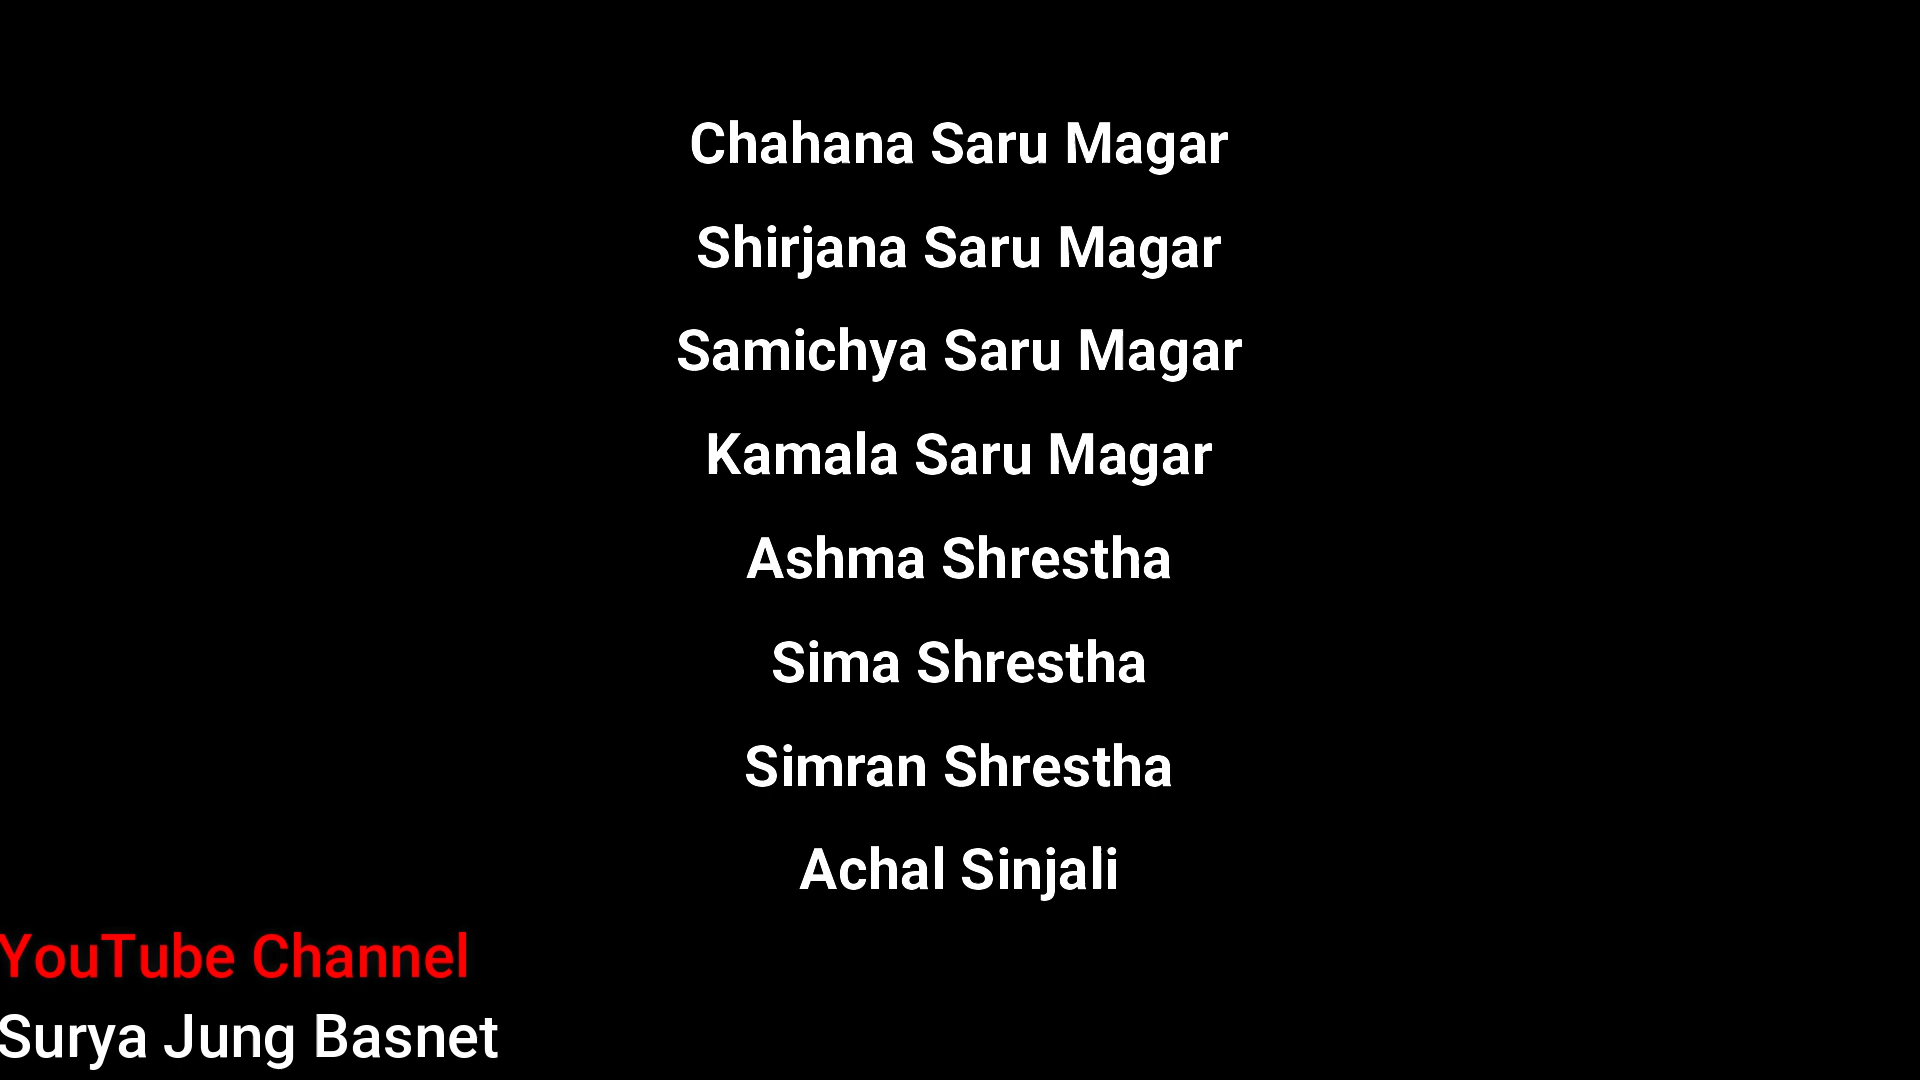 Chahana Saru Magar
Shirjana Saru Magar
Samichya Saru Magar
Kamala Saru Magar
Ashma Shrestha
Sima Shrestha
Simran Shrestha
Achal Sinjali
YouTube Channel
Surya Jung Basnet